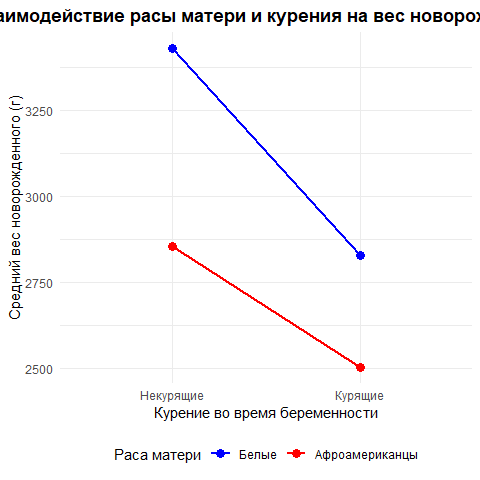 аимодействие расы матери и курения на вес новорож
Средний вес новорожденного (г)
3250
3000
2750
2500
Некурящие Курящие
Курение во время беременности
Раса матери Белые Афроамериканцы